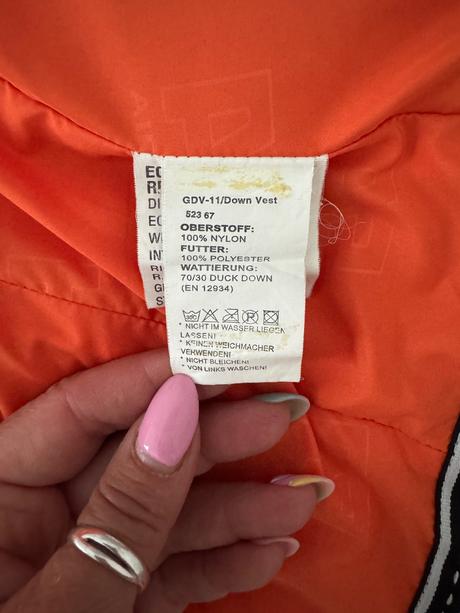 GDV-11/Down Vest
523 67
OBERSTOFF:
100% NYLON
FUTTER:
100% POLYESTER
WATTIERUNG:
70/30 DUCK DOWN
(EN 12934)
* NICHT IM WASSER LIEGEN
LASSEN!
* KEINEN WEICHMACHER
VERWENDEN!
* NICHT BLEICHEN!
* VON LINKS WASCHEN!